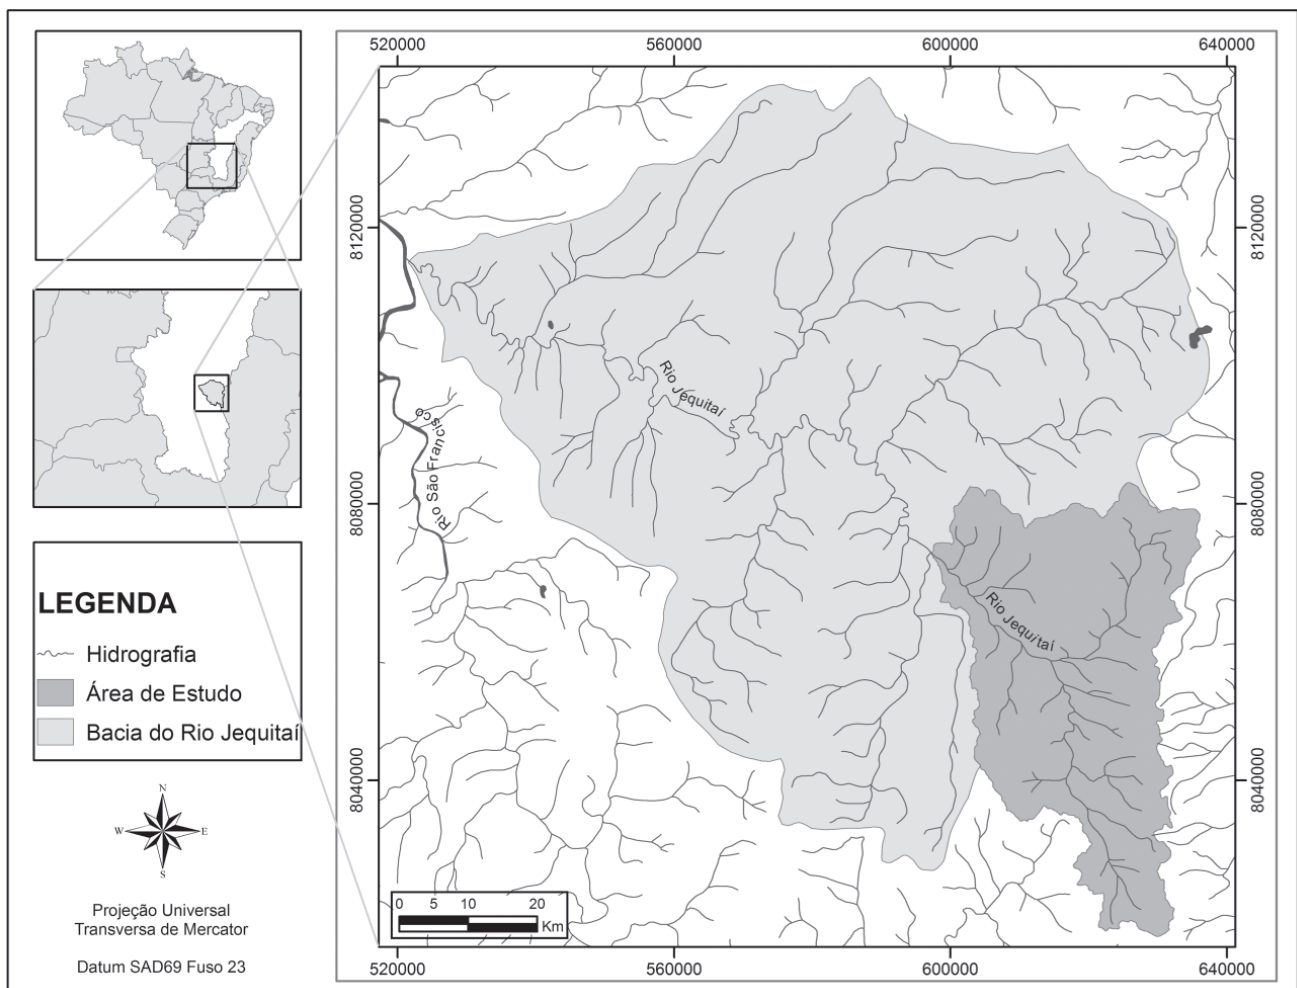 520000
560000
600000
640000
8120000
8120000
Rio Jequitaí
Rio São Francisco
8080000
8080000
LEGENDA
Hidrografia
Área de Estudo
Bacia do Rio Jequitaí
Rio Jequitaí
8040000
8040000
N
W
E
S
0 5 10 20
Km
Projeção Universal
Transversa de Mercator
Datum SAD69 Fuso 23
520000
560000
600000
640000